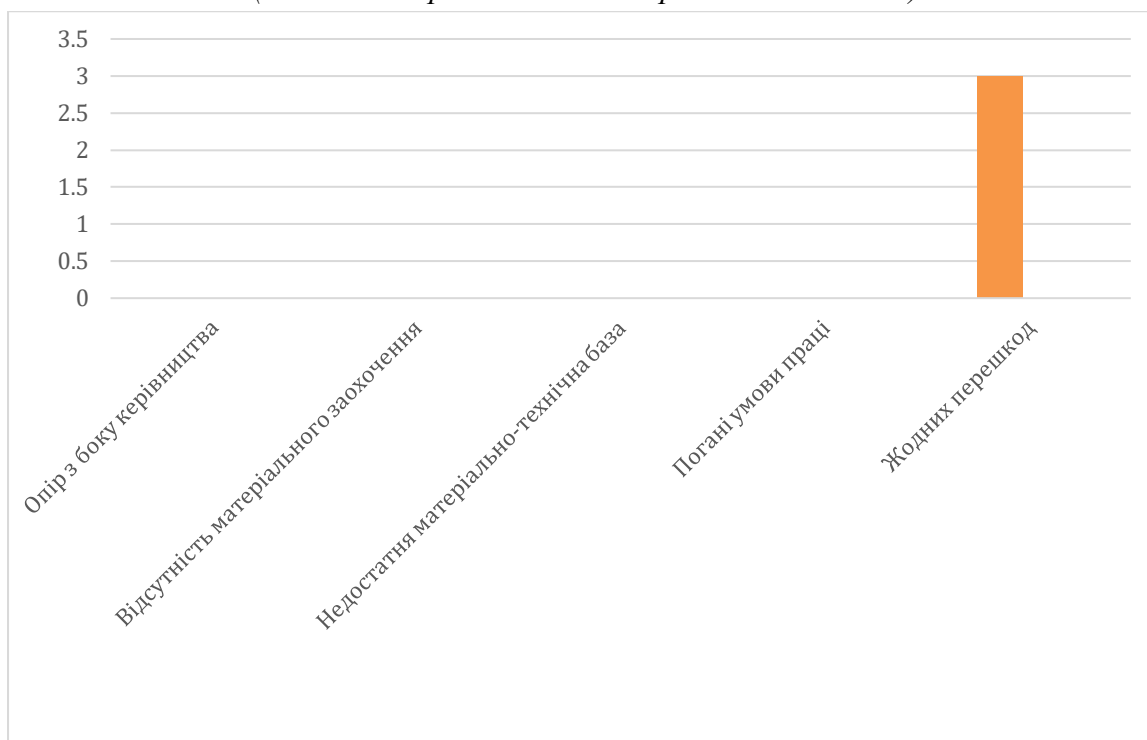 3.5
3
2.5
2
1.5
1
0.5
0
Опір з боку керівництва
Відсутність матеріального заохочення
Недостатня матеріально-технічна база
Погані умови праці
Жодних перешкод